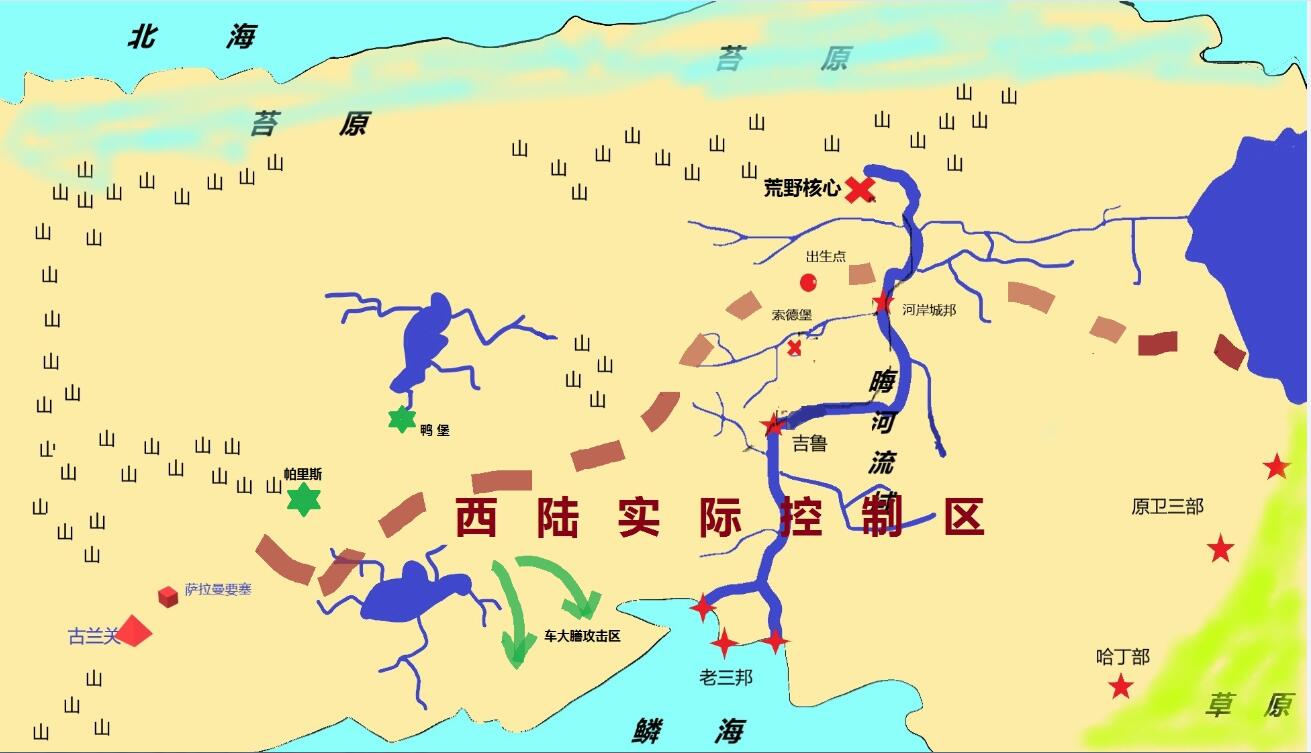 北 海
苔 原
苔 原
荒野核心
出生点
索德堡
河岸城邦
晦河流域
吉鲁
鸭堡
帕里斯
西陆实际控制区
原卫三部
萨拉曼要塞
古兰关
车大膳攻击区
老三邦
哈丁部
草 原
鳞 海